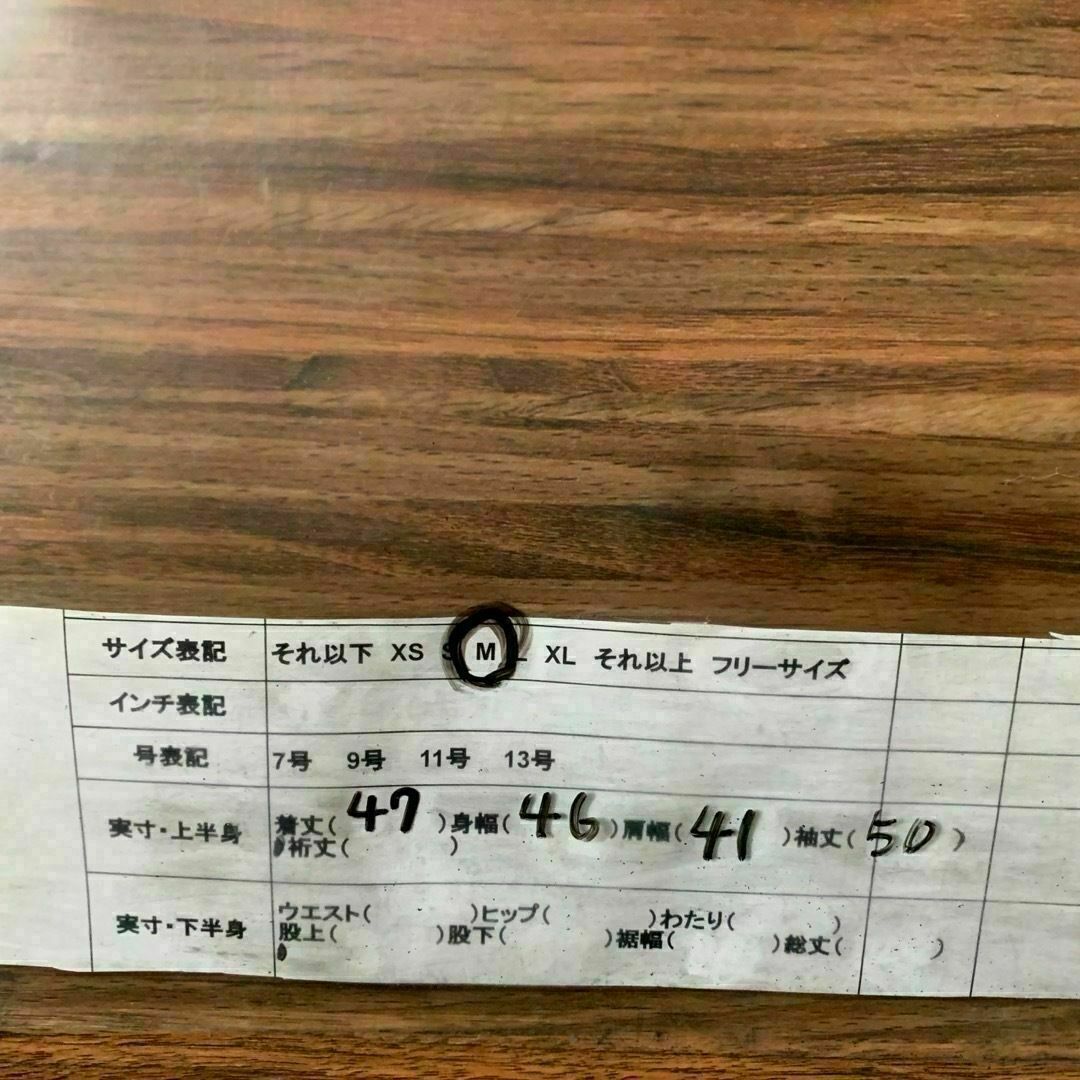 サイズ表記 それ以下 XS S M L XL それ以上 フリーサイズ
インチ表記
号表記 7号 9号 11号 13号
実寸・上半身 着丈( 47 )身幅( 46 )肩幅( 41 )袖丈( 50 )
裄丈( )
実寸・下半身 ウエスト( )ヒップ( )わたり( )
股上( )股下( )裾幅( )総丈( )